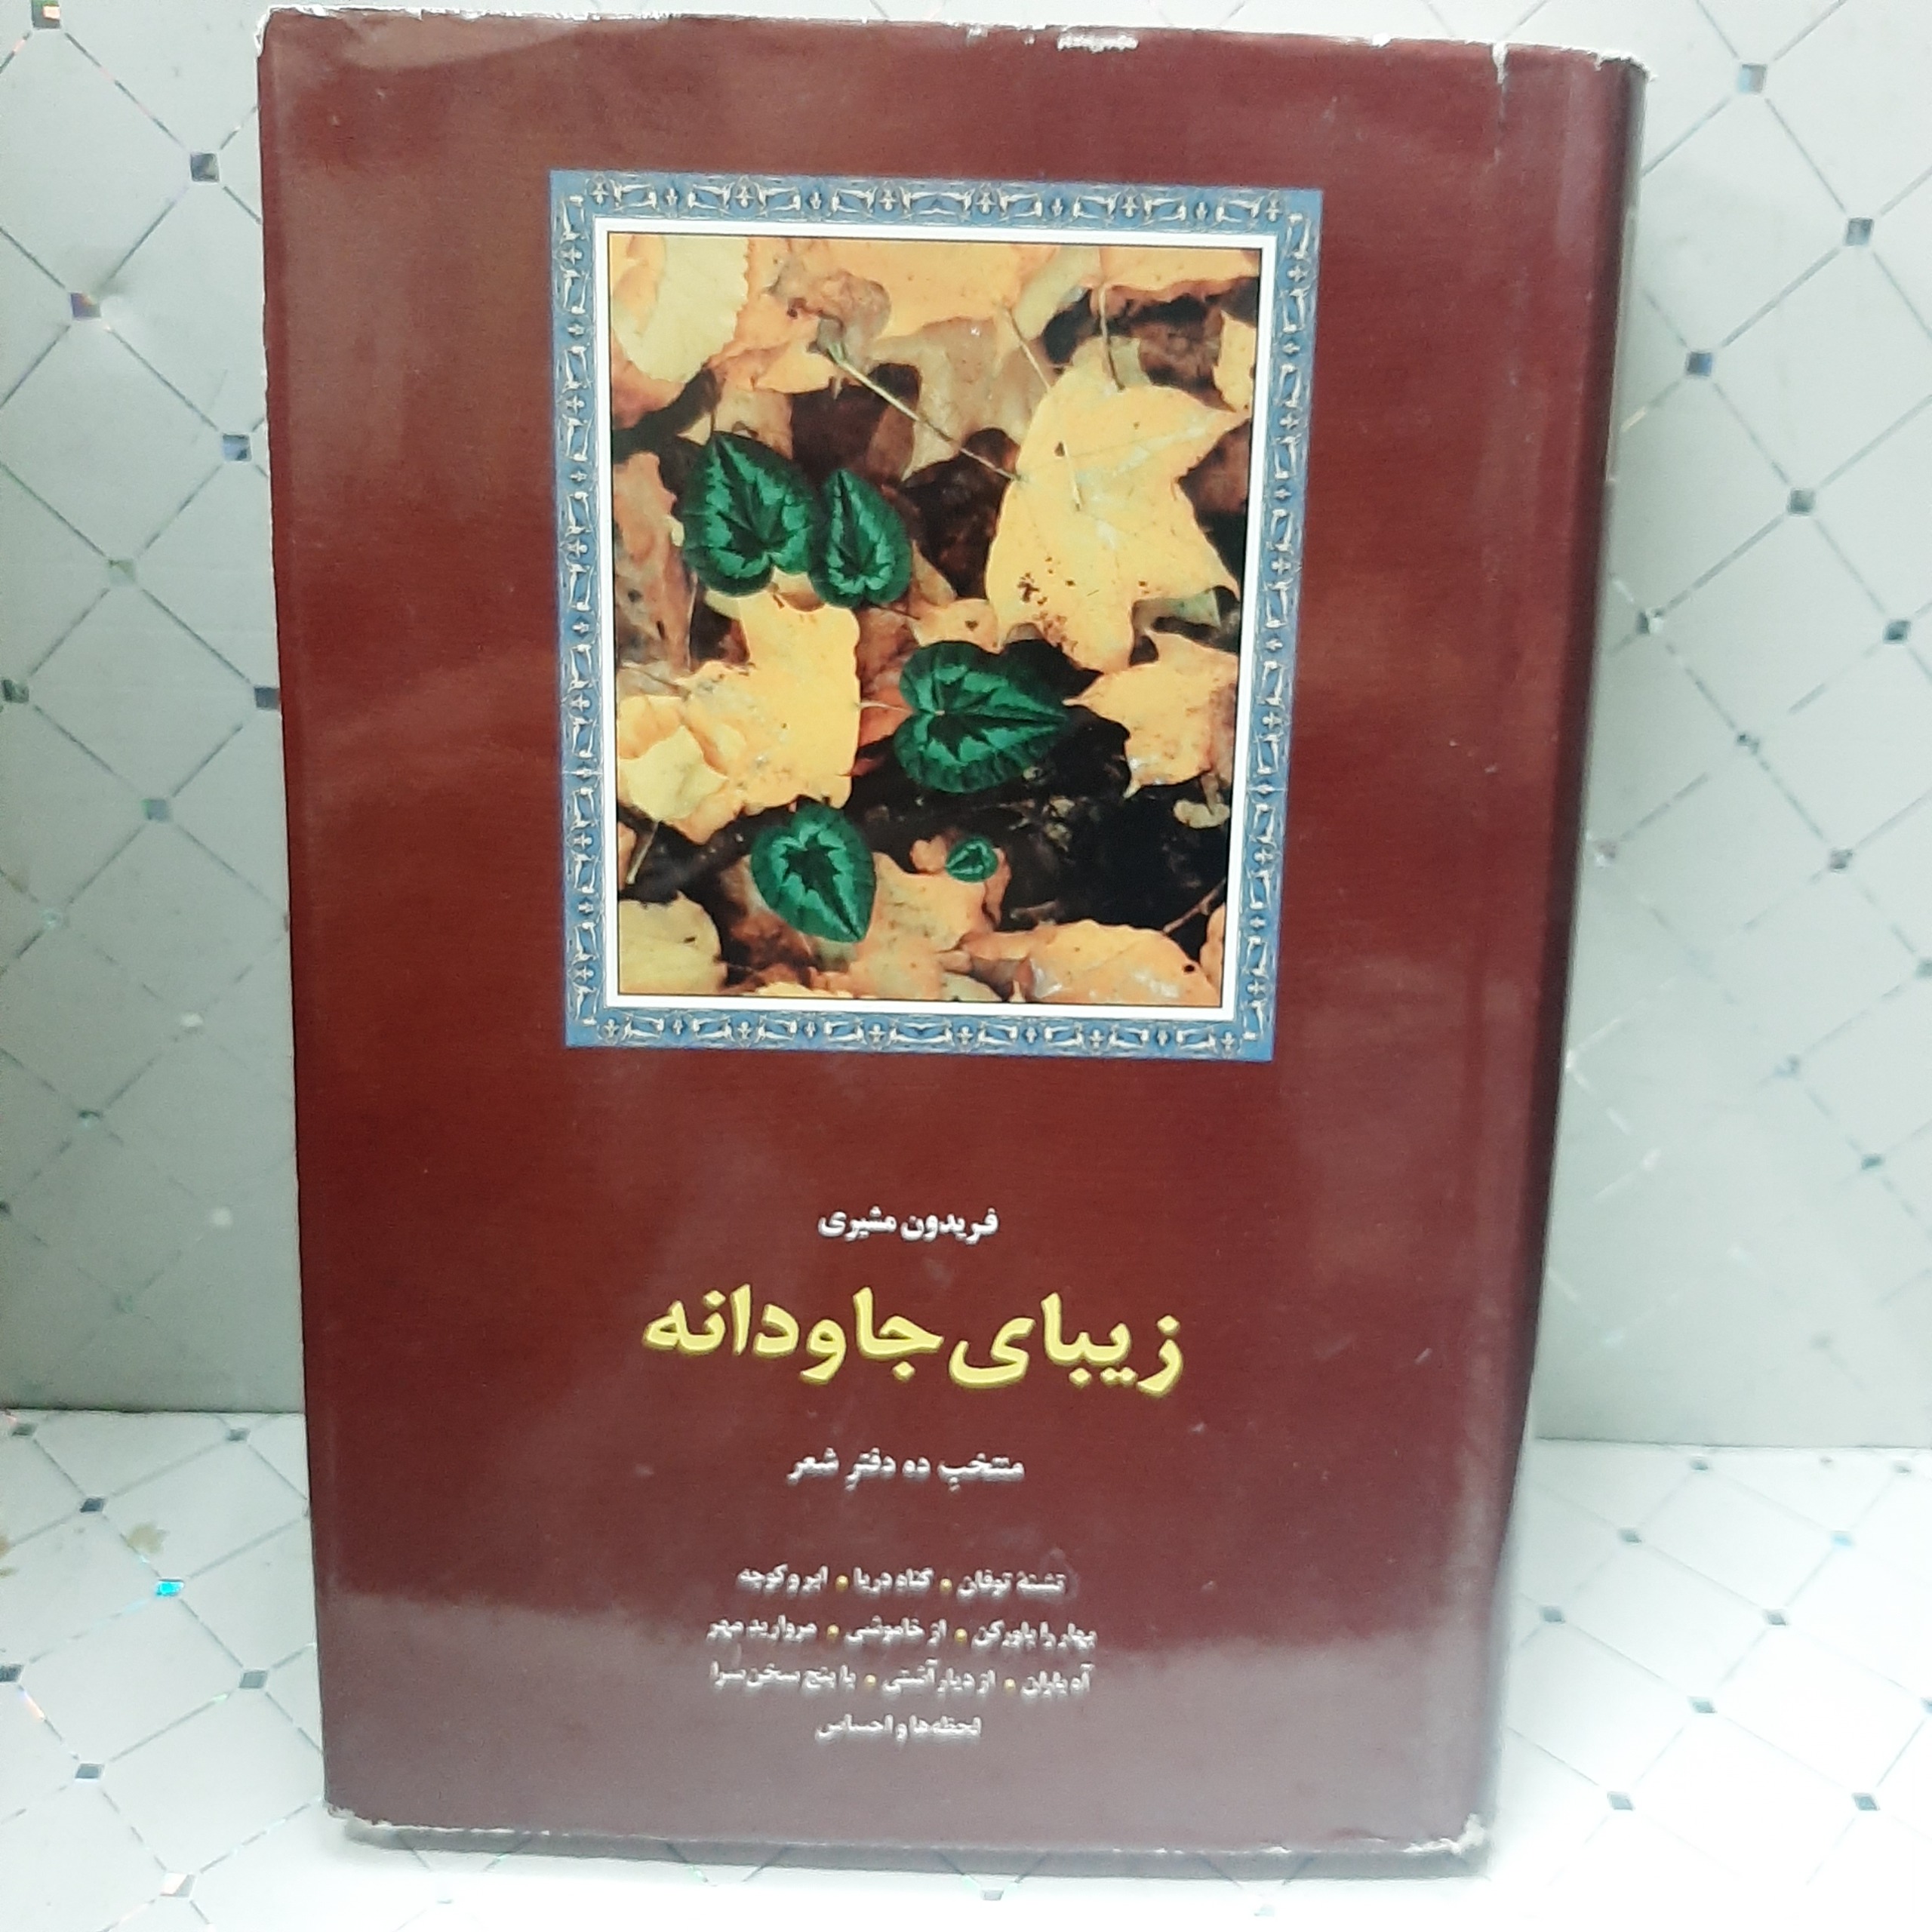 فریدون مشیری
زیبای جاودانه
منتخبِ ده دفترِ شعر
تشنهٔ توفان • گناه دریا • ابر و کوچه
بهار را باور کن • از خاموشی • مروارید مهر
آه باران • از دیار آشتی • با پنج سخن‌سرا
لحظه‌ها و احساس